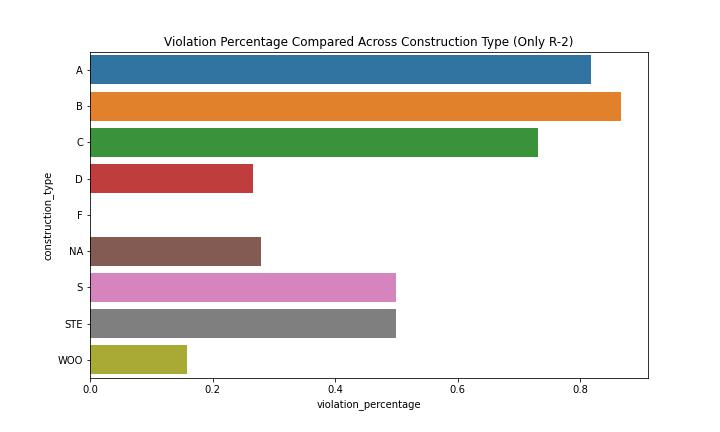 Violation Percentage Compared Across Construction Type (Only R-2)
construction_type
A
B
C
D
F
NA
S
STE
WOO
0.0 0.2 0.4 0.6 0.8
violation_percentage